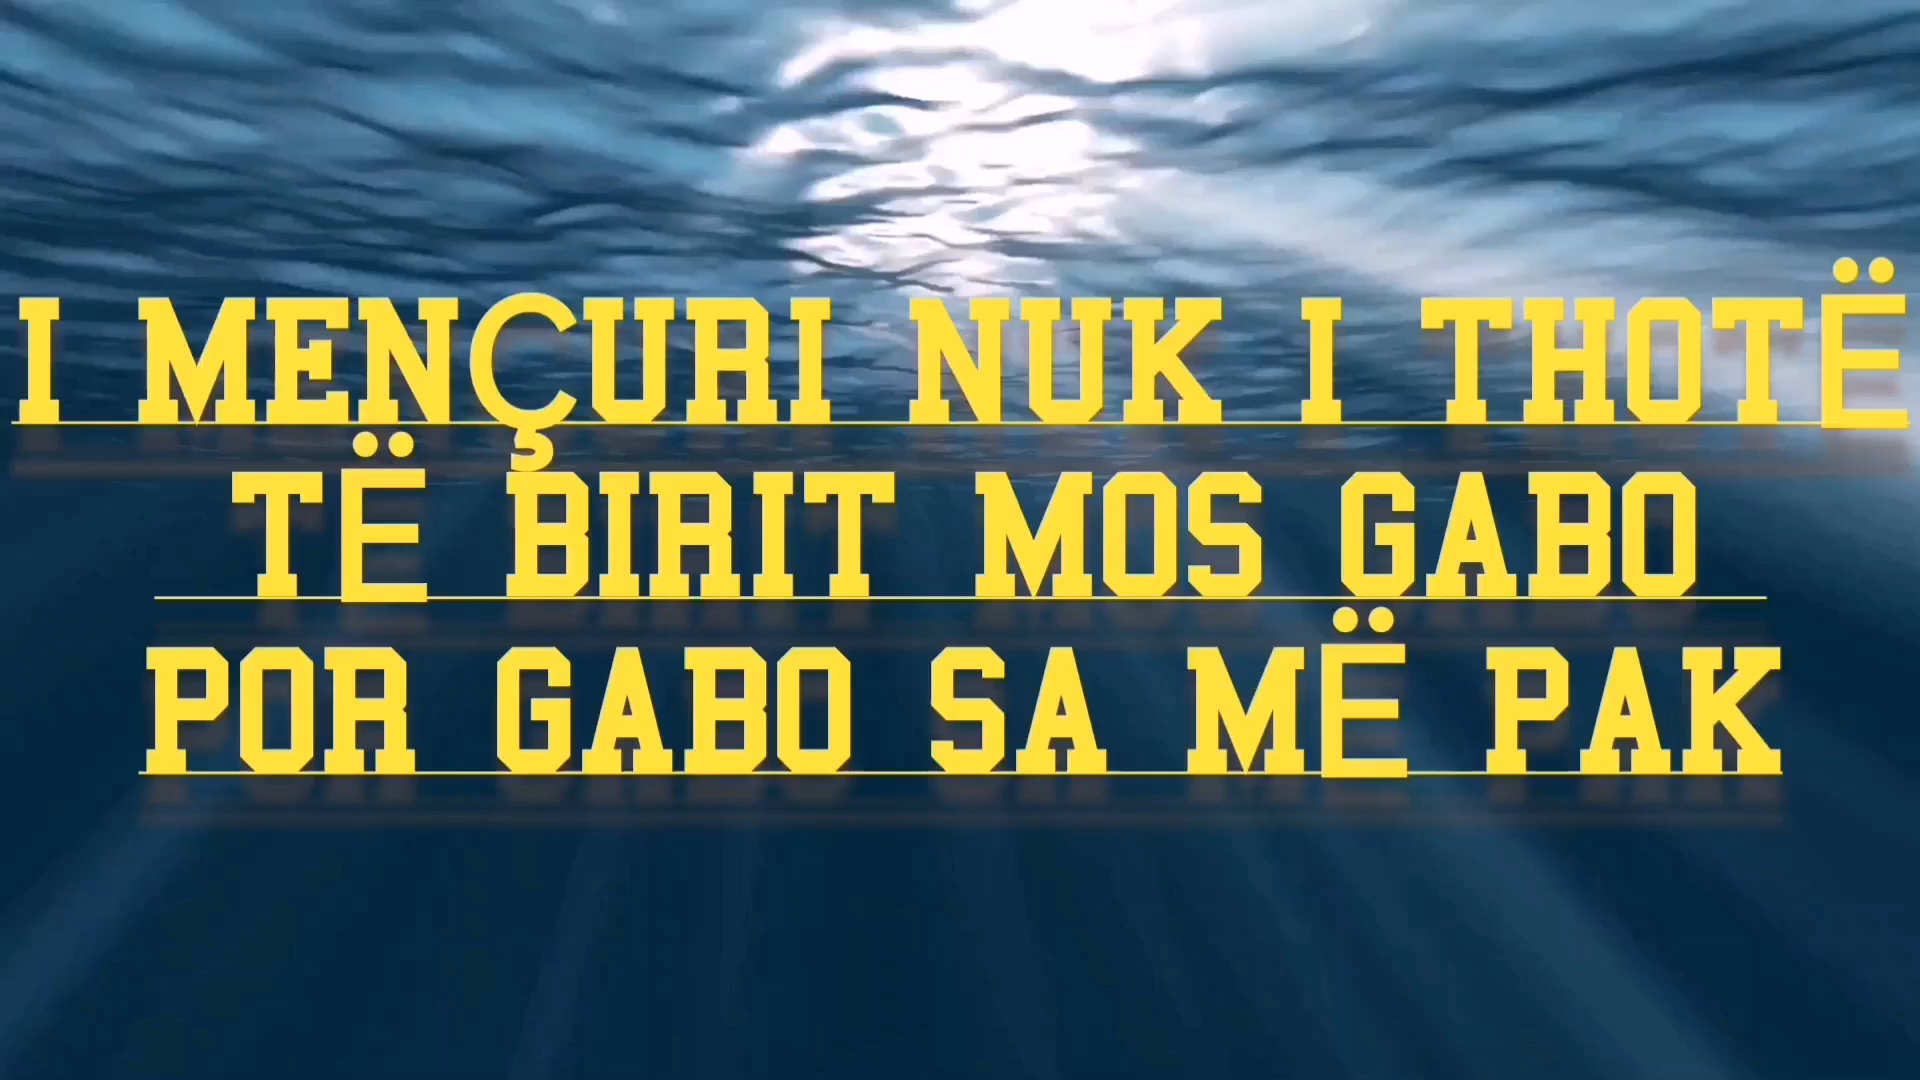 I MENÇURI NUK I THOTË
TË BIRIT MOS GABO
POR GABO SA MË PAK